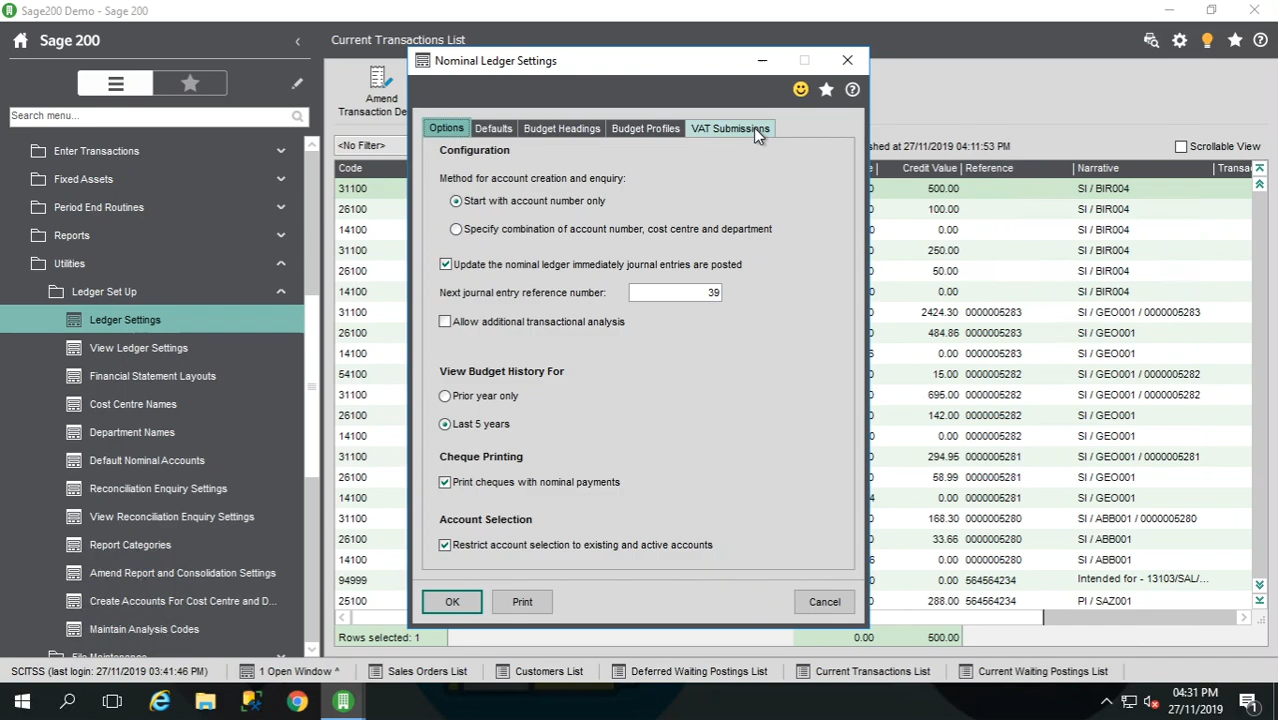 Sage200 Demo - Sage 200
Sage 200
Current Transactions List
Search menu...
Enter Transactions
Fixed Assets
Period End Routines
Reports
Utilities
Ledger Set Up
Ledger Settings
View Ledger Settings
Financial Statement Layouts
Cost Centre Names
Department Names
Default Nominal Accounts
Reconciliation Enquiry Settings
View Reconciliation Enquiry Settings
Report Categories
Amend Report and Consolidation Settings
Create Accounts For Cost Centre and D...
Maintain Analysis Codes
Amend
Transaction De
<No Filter>
Code
31100
26100
14100
31100
26100
14100
31100
26100
14100
54100
31100
26100
14100
31100
26100
14100
31100
26100
14100
94999
25100
Rows selected: 1
Nominal Ledger Settings
Options
Defaults
Budget Headings
Budget Profiles
VAT Submissions
Configuration
Method for account creation and enquiry:
Start with account number only
Specify combination of account number, cost centre and department
Update the nominal ledger immediately journal entries are posted
Next journal entry reference number: 39
Allow additional transactional analysis
View Budget History For
Prior year only
Last 5 years
Cheque Printing
Print cheques with nominal payments
Account Selection
Restrict account selection to existing and active accounts
OK
Print
Cancel
shed at 27/11/2019 04:11:53 PM
Scrollable View
Credit Value Reference Narrative Transa
500.00 SI / BIR004
100.00 SI / BIR004
0.00 SI / BIR004
250.00 SI / BIR004
50.00 SI / BIR004
0.00 SI / BIR004
2424.30 0000005283 SI / GEO001 / 0000005283
484.86 0000005283 SI / GEO001
0.00 0000005283 SI / GEO001
15.00 0000005282 SI / GEO001 / 0000005282
695.00 0000005282 SI / GEO001 / 0000005282
142.00 0000005282 SI / GEO001
0.00 0000005282 SI / GEO001
294.95 0000005281 SI / GEO001 / 0000005281
58.99 0000005281 SI / GEO001
0.00 0000005281 SI / GEO001
168.30 0000005280 SI / ABB001 / 0000005280
33.66 0000005280 SI / ABB001
0.00 0000005280 SI / ABB001
0.00 564564234 Intended for - 13103/SAL/...
288.00 564564234 PI / SAZ001
0.00 500.00
SCITSS (last login: 27/11/2019 03:41:46 PM)
1 Open Window ^
Sales Orders List
Customers List
Deferred Waiting Postings List
Current Transactions List
Current Waiting Postings List
04:31 PM
27/11/2019
1